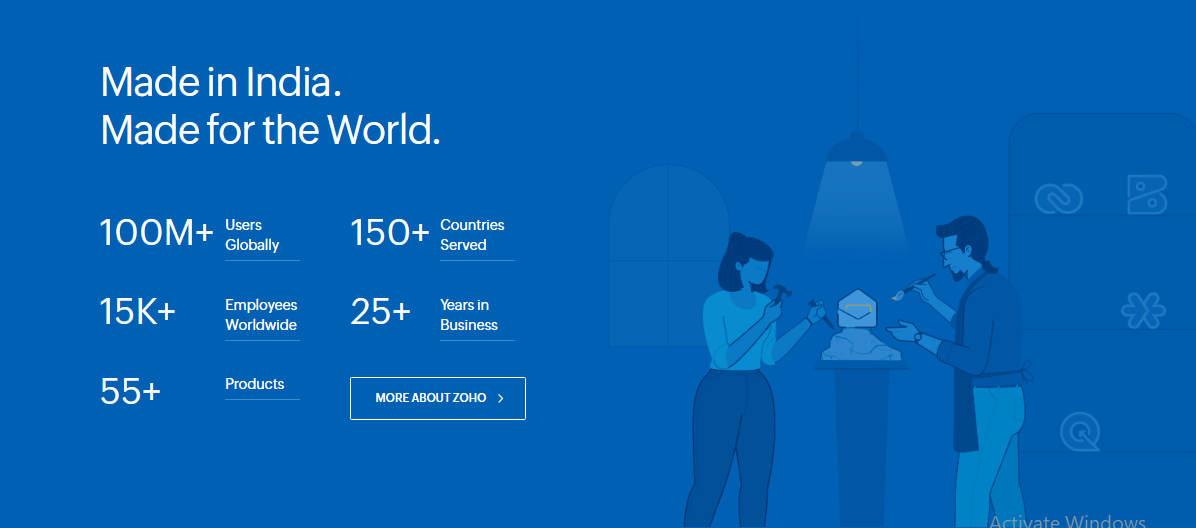 Made in India.
Made for the World.
100M+
Users
Globally
150+
Countries
Served
15K+
Employees
Worldwide
25+
Years in
Business
55+
Products
MORE ABOUT ZOHO
Activate Windows